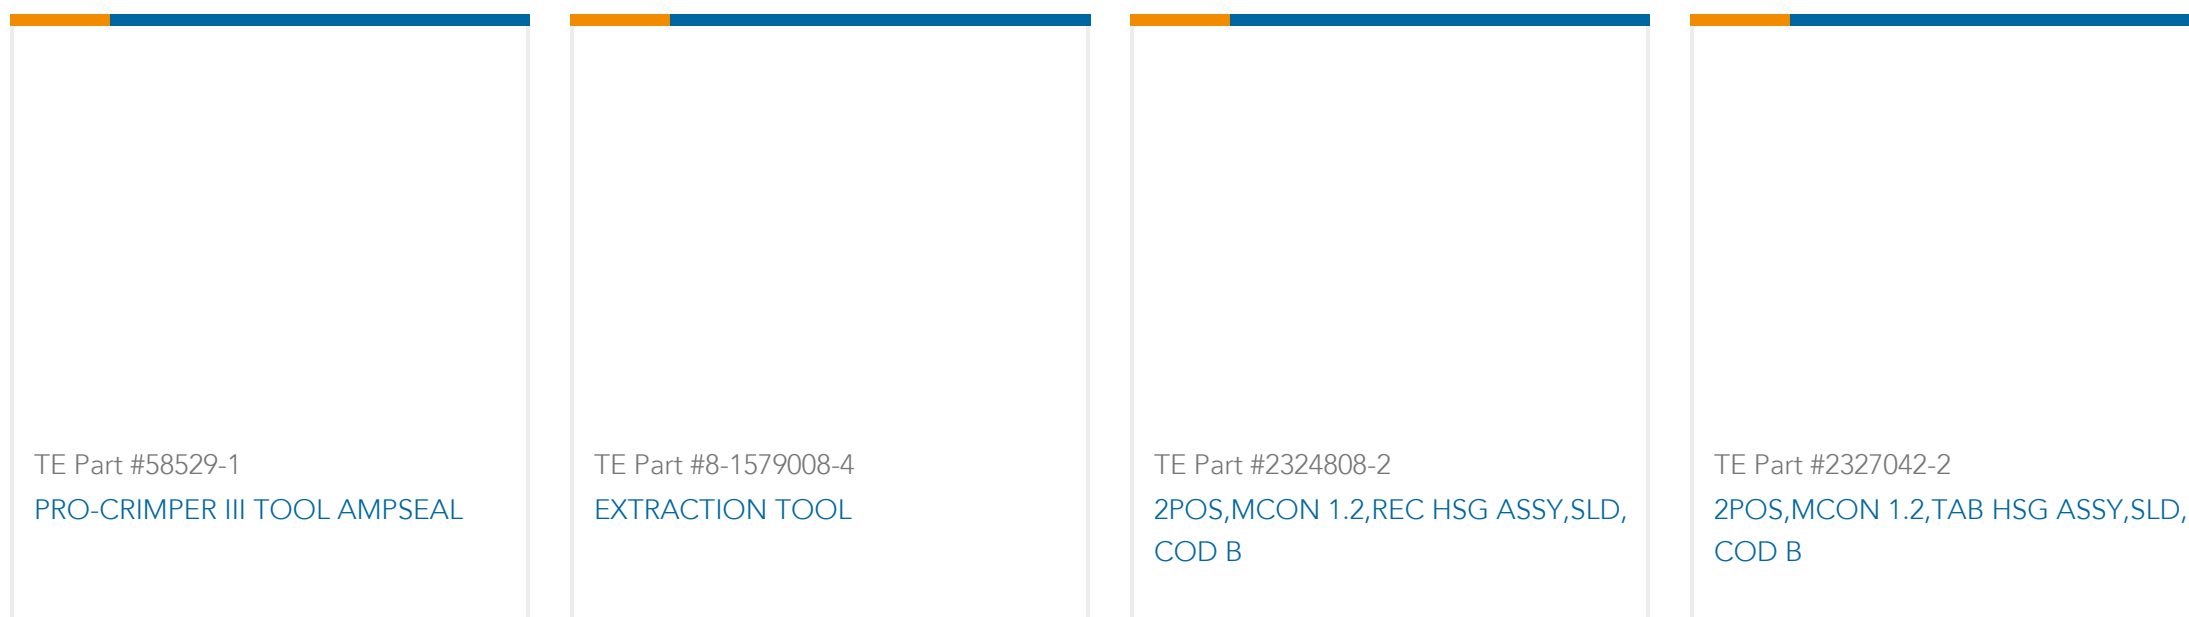 TE Part #58529-1
PRO-CRIMPER III TOOL AMPSEAL
TE Part #8-1579008-4
EXTRACTION TOOL
TE Part #2324808-2
2POS,MCON 1.2,REC HSG ASSY,SLD,
COD B
TE Part #2327042-2
2POS,MCON 1.2,TAB HSG ASSY,SLD,
COD B